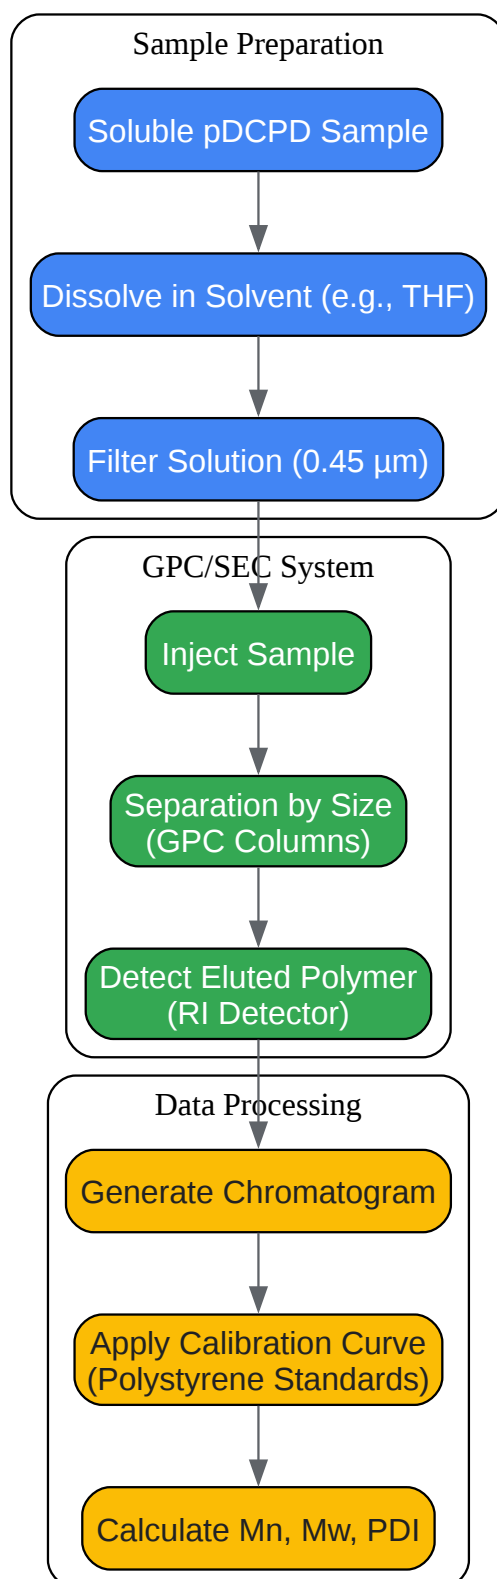 Sample Preparation
Soluble pDCPD Sample
Dissolve in Solvent (e.g., THF)
Filter Solution (0.45 µm)
GPC/SEC System
Inject Sample
Separation by Size
(GPC Columns)
Detect Eluted Polymer
(RI Detector)
Data Processing
Generate Chromatogram
Apply Calibration Curve
(Polystyrene Standards)
Calculate Mn, Mw, PDI